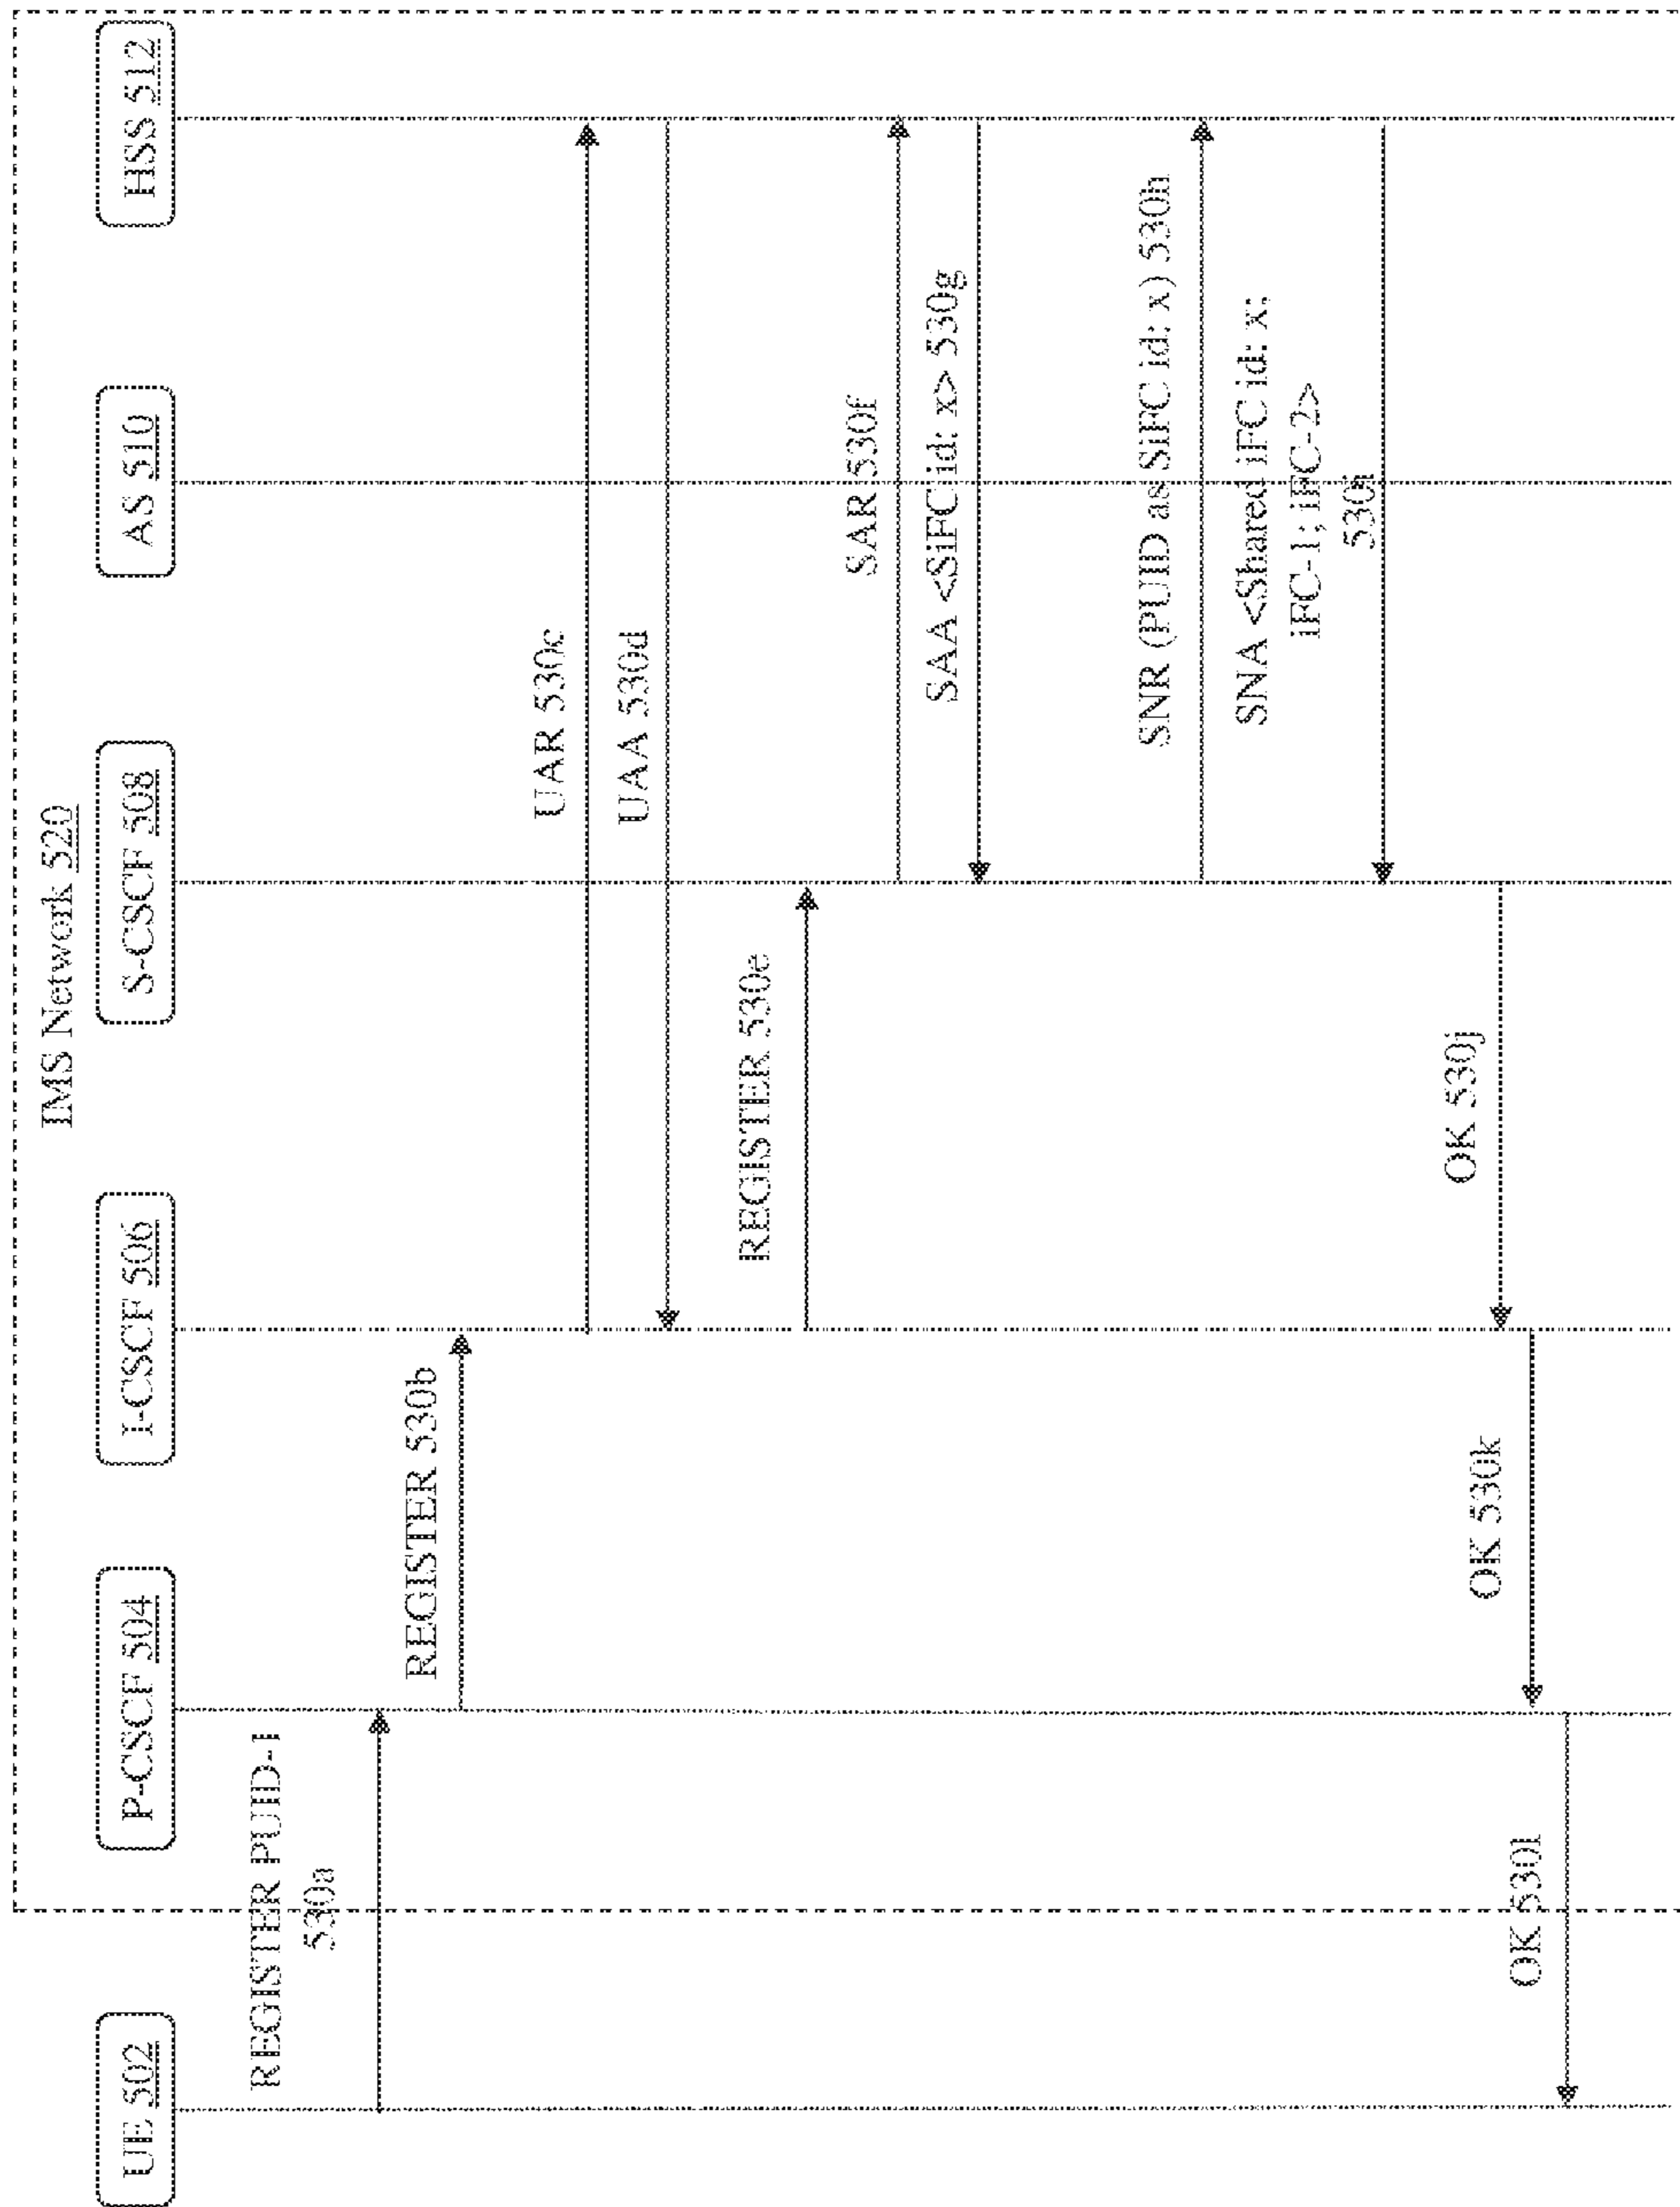 IMS Network 520
UE 502
P-CSCF 504
I-CSCF 506
S-CSCF 508
AS 510
HSS 512
REGISTER PUID-1
530a
REGISTER 530b
UAR 530c
UAA 530d
REGISTER 530e
SAR 530f
SAA <SiFC id: x> 530g
SNR (PUID as SiFC id: x) 530h
SNA <Shared iFC id: x;
iFC-1; iFC-2>
530i
OK 530j
OK 530k
OK 530l